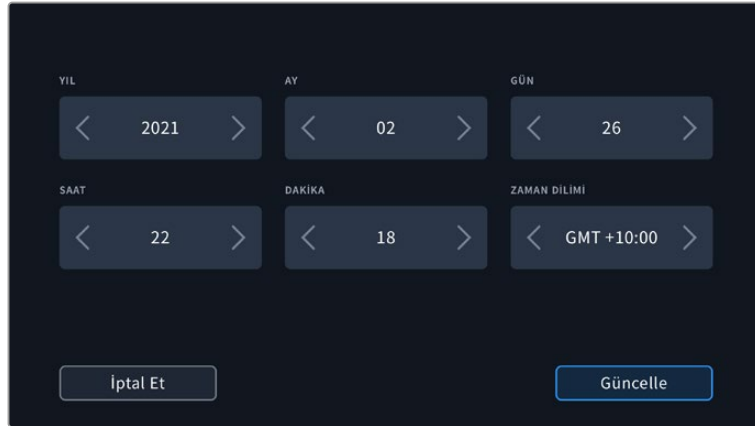 YIL AY GÜN
2021 02 26
SAAT DAKİKA ZAMAN DİLİMİ
22 18 GMT +10:00
İptal Et Güncelle